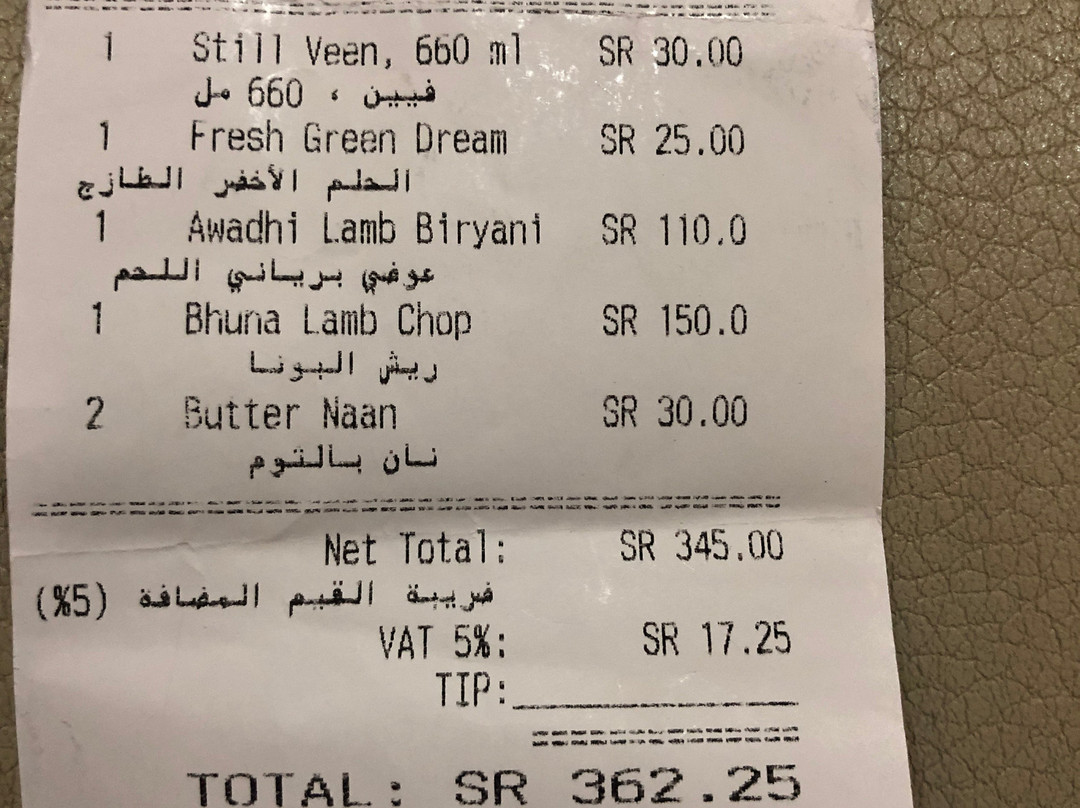 1 Still Veen, 660 ml SR 30.00
فيين ، 660 مل
1 Fresh Green Dream SR 25.00
الحلم الأخضر الطازج
1 Awadhi Lamb Biryani SR 110.0
عوضي برياني اللحم
1 Bhuna Lamb Chop SR 150.0
ريش البونا
2 Butter Naan SR 30.00
نان بالتوم
Net Total: SR 345.00
ضريبة القيم المضافة (5%)
VAT 5%: SR 17.25
TIP:
TOTAL: SR 362.25